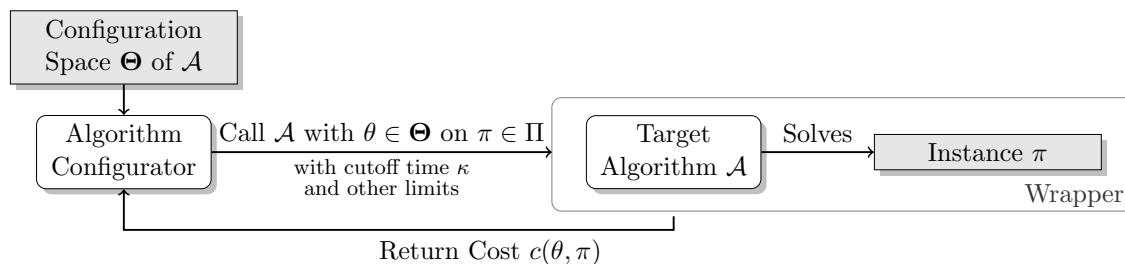 Configuration
Space Θ of 𝒜
Algorithm
Configurator
Call 𝒜 with θ ∈ Θ on π ∈ Π
with cutoff time κ
and other limits
Target
Algorithm 𝒜
Solves
Instance π
Wrapper
Return Cost c(θ, π)